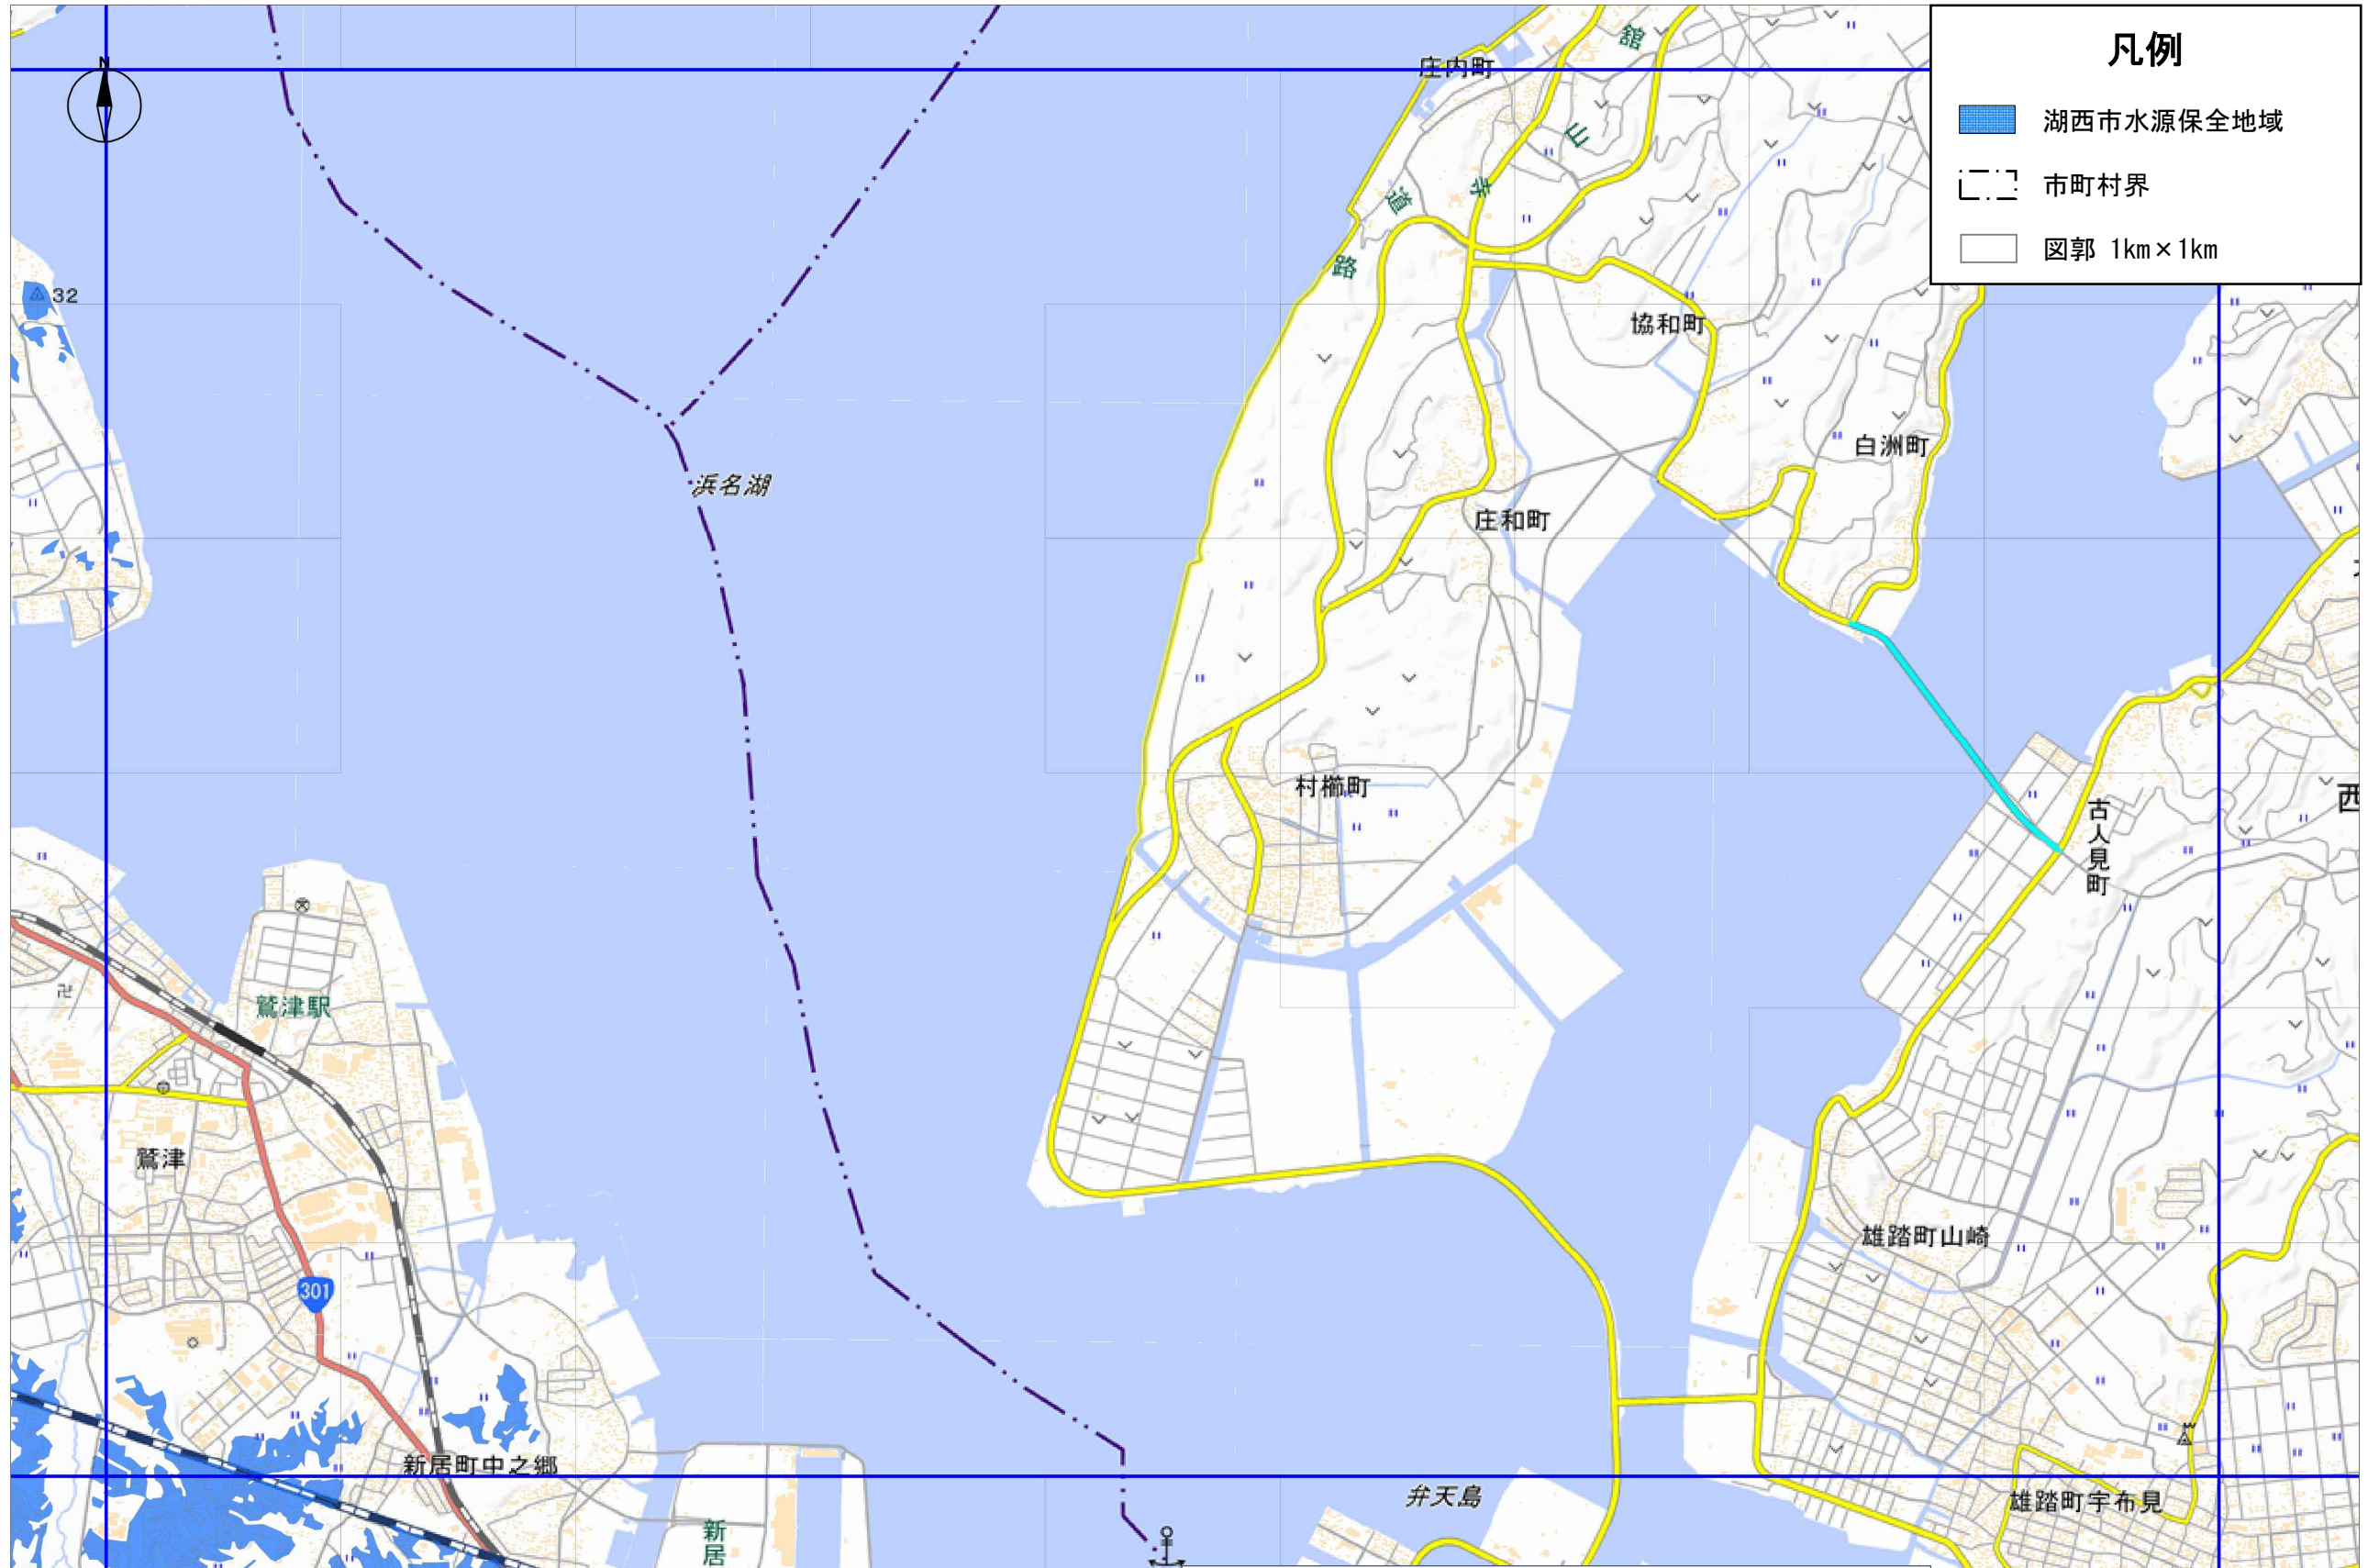 凡例
湖西市水源保全地域
市町村界
図郭 1km×1km
N
舘
山
寺
道
路
庄内町
32
協和町
白洲町
浜名湖
庄和町
村櫛町
古人見町
西
鷲津駅
鷲津
雄踏町山崎
301
新居町中之郷
弁天島
雄踏町宇布見
新居